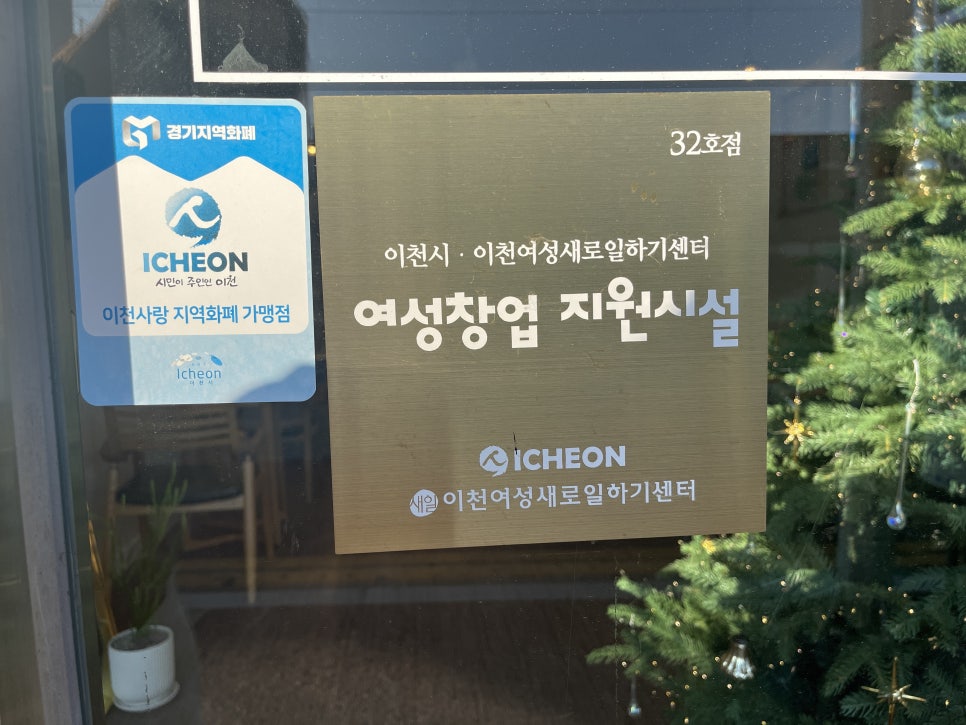 경기지역화폐
ICHEON
시민이 주인인 이천
이천사랑 지역화폐 가맹점
Icheon
이천시
32호점
이천시 · 이천여성새로일하기센터
여성창업 지원시설
ICHEON
새일 이천여성새로일하기센터